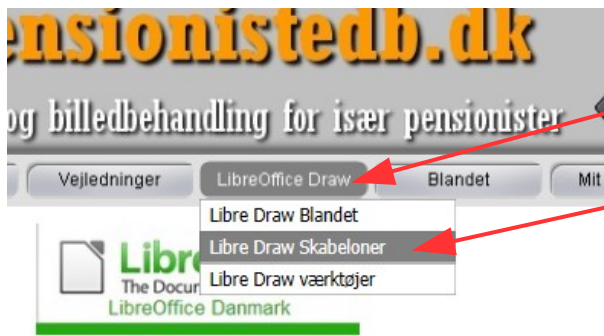 ensionistedb.dk
og billedbehandling for især pensionister
Vejledninger LibreOffice Draw Blandet Mit
Libre Draw Blandet
Libre Draw Skabeloner
Libre Draw værktøjer
Libre
The Docum
LibreOffice Danmark